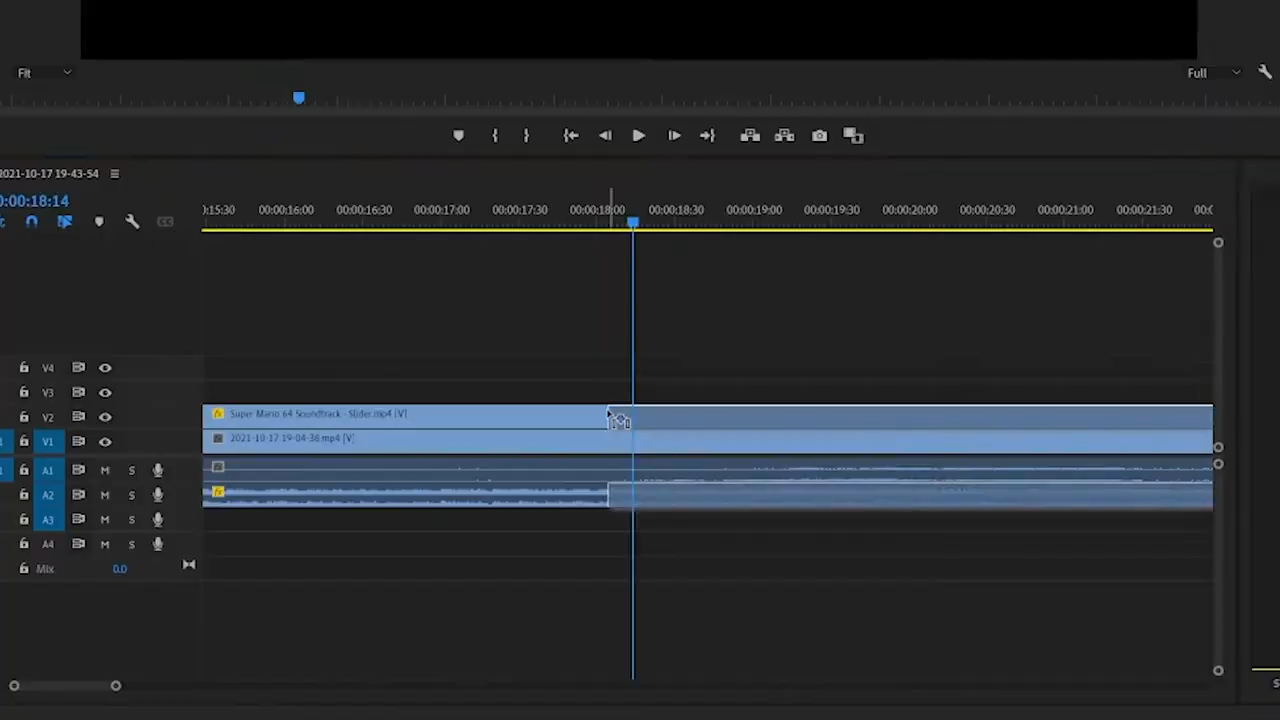 Fit
Full
2021-10-17 19-43-54
0:00:18:14
00:00:16:00 00:00:16:30 00:00:17:00 00:00:17:30 00:00:18:00 00:00:18:30 00:00:19:00 00:00:19:30 00:00:20:00 00:00:20:30 00:00:21:00 00:00:21:30
V4
V3
V2 fx Super Mario 64 Soundtrack - Slider.mp4 [V]
V1 2021-10-17 19-04-38.mp4 [V]
A1 M S
A2 M S fx
A3 M S
A4 M S
Mix 0.0